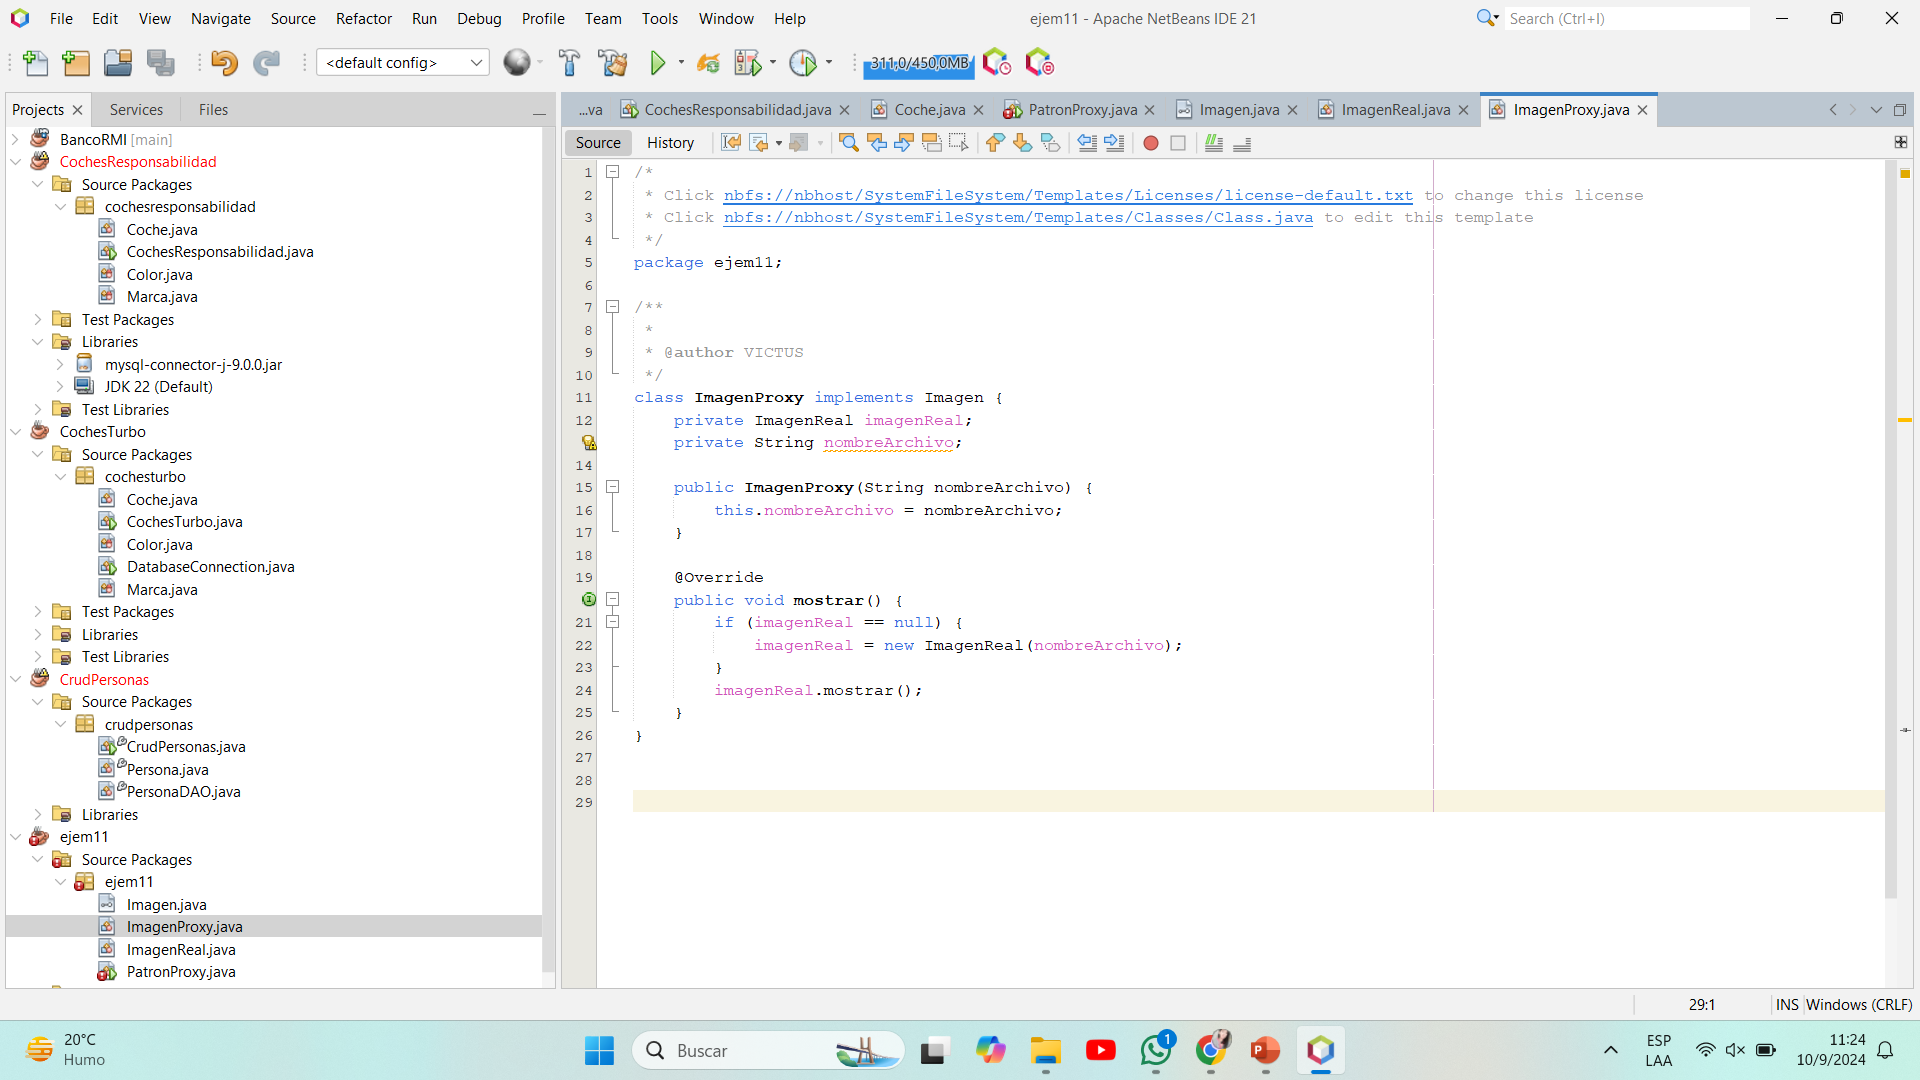 File Edit View Navigate Source Refactor Run Debug Profile Team Tools Window Help
ejem11 - Apache NetBeans IDE 21
Search (Ctrl+I)
<default config>
311,0/450,0MB
Projects Services Files
...va CochesResponsabilidad.java Coche.java PatronProxy.java Imagen.java ImagenReal.java ImagenProxy.java
Source History
BancoRMI [main]
CochesResponsabilidad
Source Packages
cochesresponsabilidad
Coche.java
CochesResponsabilidad.java
Color.java
Marca.java
Test Packages
Libraries
mysql-connector-j-9.0.0.jar
JDK 22 (Default)
Test Libraries
CochesTurbo
Source Packages
cochesturbo
Coche.java
CochesTurbo.java
Color.java
DatabaseConnection.java
Marca.java
Test Packages
Libraries
Test Libraries
CrudPersonas
Source Packages
crudpersonas
CrudPersonas.java
Persona.java
PersonaDAO.java
Libraries
ejem11
Source Packages
ejem11
Imagen.java
ImagenProxy.java
ImagenReal.java
PatronProxy.java
1 /*
2 * Click nbfs://nbhost/SystemFileSystem/Templates/Licenses/license-default.txt to change this license
3 * Click nbfs://nbhost/SystemFileSystem/Templates/Classes/Class.java to edit this template
4 */
5 package ejem11;
6
7 /**
8 *
9 * @author VICTUS
10 */
11 class ImagenProxy implements Imagen {
12 private ImagenReal imagenReal;
private String nombreArchivo;
14
15 public ImagenProxy(String nombreArchivo) {
16 this.nombreArchivo = nombreArchivo;
17 }
18
19 @Override
public void mostrar() {
21 if (imagenReal == null) {
22 imagenReal = new ImagenReal(nombreArchivo);
23 }
24 imagenReal.mostrar();
25 }
26 }
27
28
29
29:1 INS Windows (CRLF)
20°C
Humo
Buscar
1
ESP
LAA
11:24
10/9/2024